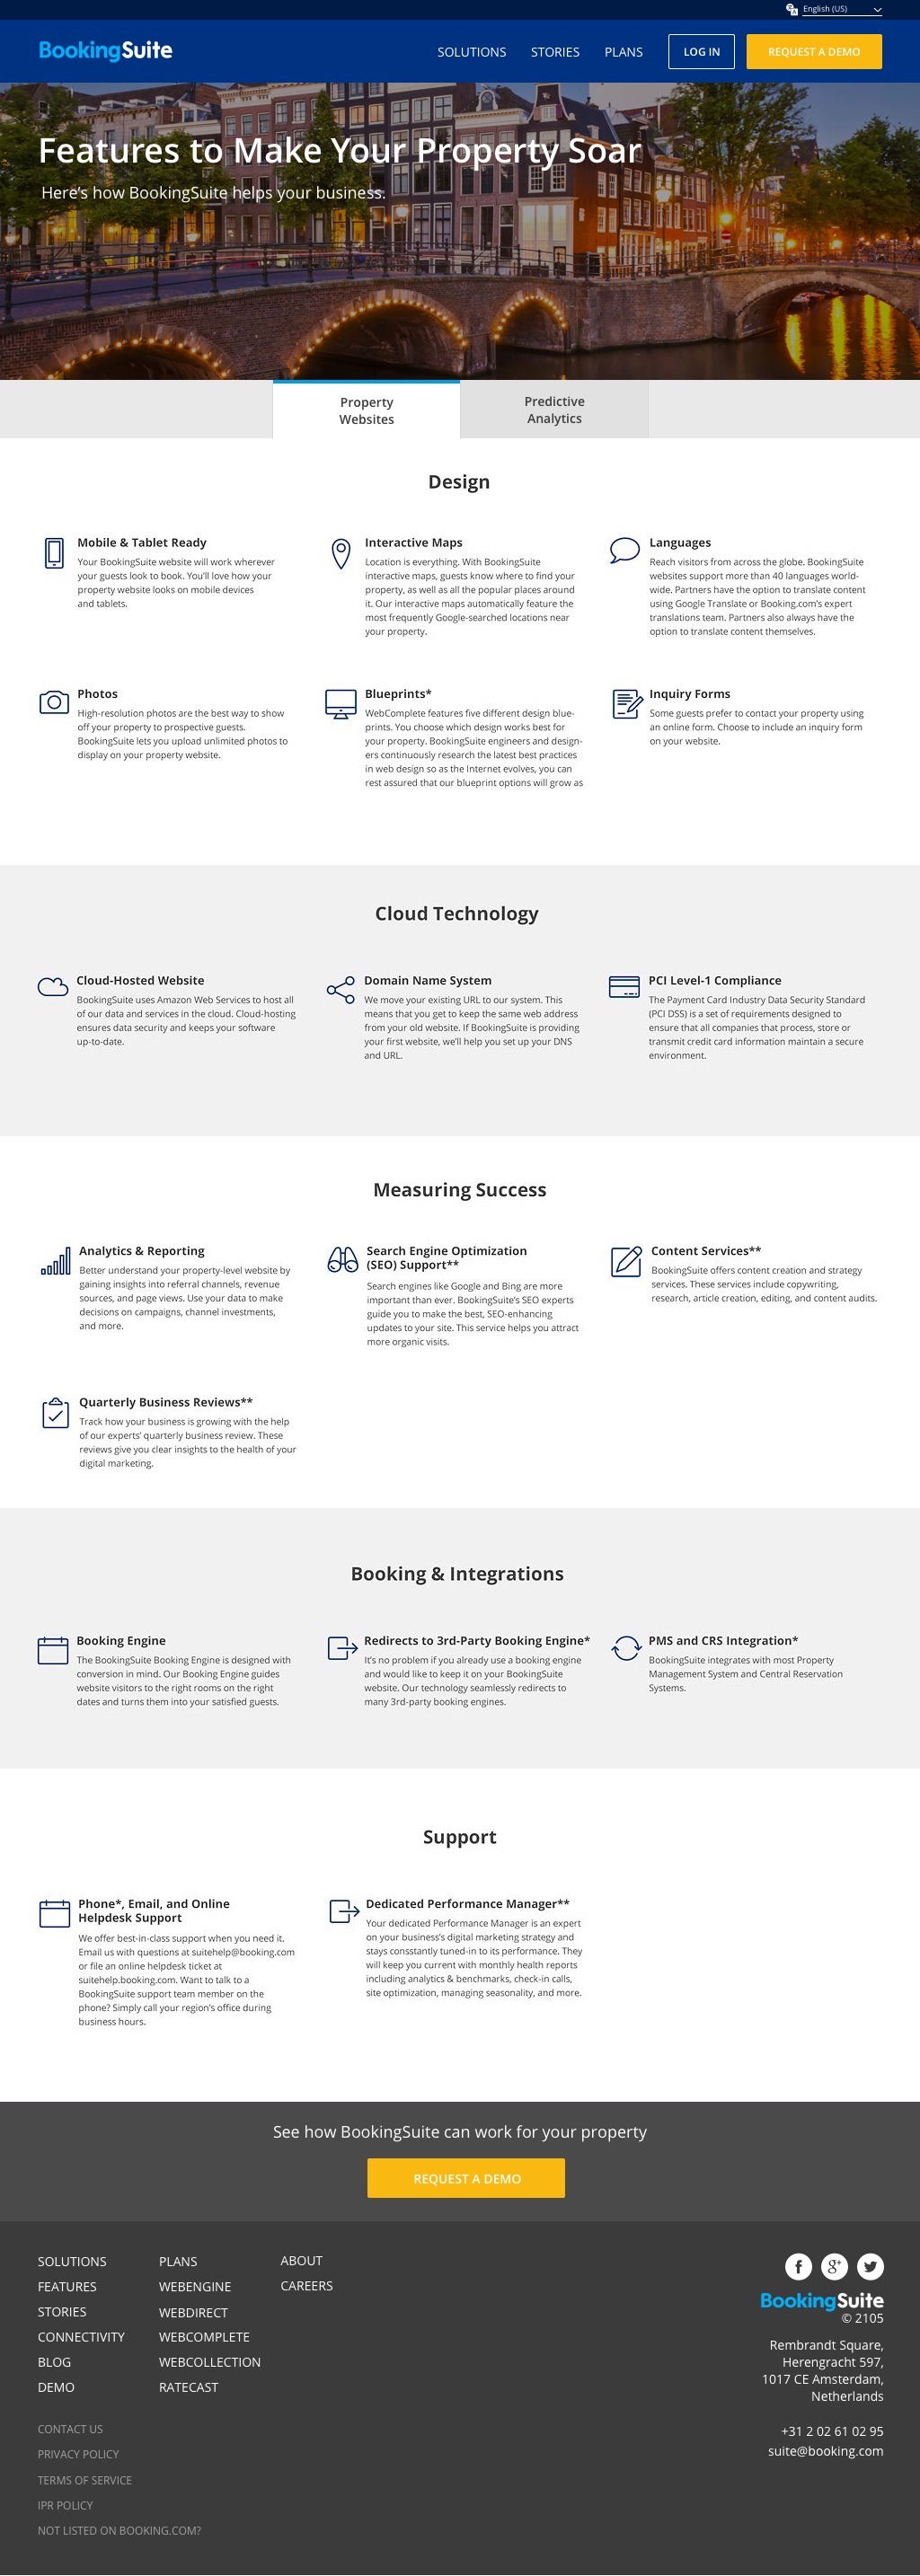 English (US)
BookingSuite
SOLUTIONS
STORIES
PLANS
LOG IN
REQUEST A DEMO
Features to Make Your Property Soar
Here's how BookingSuite helps your business.
Property
Websites
Predictive
Analytics
Design
Mobile & Tablet Ready
Your BookingSuite website will work wherever
your guests look to book. You'll love how your
property website looks on mobile devices
and tablets.
Interactive Maps
Location is everything. With BookingSuite
interactive maps, guests know where to find your
property, as well as all the popular places around
it. Our interactive maps automatically feature the
most frequently Google-searched locations near
your property.
Languages
Reach visitors from across the globe. BookingSuite
websites support more than 40 languages world-
wide. Partners have the option to translate content
using Google Translate or Booking.com's expert
translations team. Partners also always have the
option to translate content themselves.
Photos
High-resolution photos are the best way to show
off your property to prospective guests.
BookingSuite lets you upload unlimited photos to
display on your property website.
Blueprints*
WebComplete features five different design blue-
prints. You choose which design works best for
your property. BookingSuite engineers and design-
ers continuously research the latest best practices
in web design so as the Internet evolves, you can
rest assured that our blueprint options will grow as
Inquiry Forms
Some guests prefer to contact your property using
an online form. Choose to include an inquiry form
on your website.
Cloud Technology
Cloud-Hosted Website
BookingSuite uses Amazon Web Services to host all
of our data and services in the cloud. Cloud-hosting
ensures data security and keeps your software
up-to-date.
Domain Name System
We move your existing URL to our system. This
means that you get to keep the same web address
from your old website. If BookingSuite is providing
your first website, we'll help you set up your DNS
and URL.
PCI Level-1 Compliance
The Payment Card Industry Data Security Standard
(PCI DSS) is a set of requirements designed to
ensure that all companies that process, store or
transmit credit card information maintain a secure
environment.
Measuring Success
Analytics & Reporting
Better understand your property-level website by
gaining insights into referral channels, revenue
sources, and page views. Use your data to make
decisions on campaigns, channel investments,
and more.
Search Engine Optimization
(SEO) Support**
Search engines like Google and Bing are more
important than ever. BookingSuite's SEO experts
guide you to make the best, SEO-enhancing
updates to your site. This service helps you attract
more organic visits.
Content Services**
BookingSuite offers content creation and strategy
services. These services include copywriting,
research, article creation, editing, and content audits.
Quarterly Business Reviews**
Track how your business is growing with the help
of our experts' quarterly business review. These
reviews give you clear insights to the health of your
digital marketing.
Booking & Integrations
Booking Engine
The BookingSuite Booking Engine is designed with
conversion in mind. Our Booking Engine guides
website visitors to the right rooms on the right
dates and turns them into your satisfied guests.
Redirects to 3rd-Party Booking Engine*
It's no problem if you already use a booking engine
and would like to keep it on your BookingSuite
website. Our technology seamlessly redirects to
many 3rd-party booking engines.
PMS and CRS Integration*
BookingSuite integrates with most Property
Management System and Central Reservation
Systems.
Support
Phone*, Email, and Online
Helpdesk Support
We offer best-in-class support when you need it.
Email us with questions at suitehelp@booking.com
or file an online helpdesk ticket at
suitehelp.booking.com. Want to talk to a
BookingSuite support team member on the
phone? Simply call your region's office during
business hours.
Dedicated Performance Manager**
Your dedicated Performance Manager is an expert
on your business's digital marketing strategy and
stays consstantly tuned-in to its performance. They
will keep you current with monthly health reports
including analytics & benchmarks, check-in calls,
site optimization, managing seasonality, and more.
See how BookingSuite can work for your property
REQUEST A DEMO
SOLUTIONS
FEATURES
STORIES
CONNECTIVITY
BLOG
DEMO
PLANS
WEBENGINE
WEBDIRECT
WEBCOMPLETE
WEBCOLLECTION
RATECAST
ABOUT
CAREERS
CONTACT US
PRIVACY POLICY
TERMS OF SERVICE
IPR POLICY
NOT LISTED ON BOOKING.COM?
BookingSuite
© 2105
Rembrandt Square,
Herengracht 597,
1017 CE Amsterdam,
Netherlands
+31 2 02 61 02 95
suite@booking.com